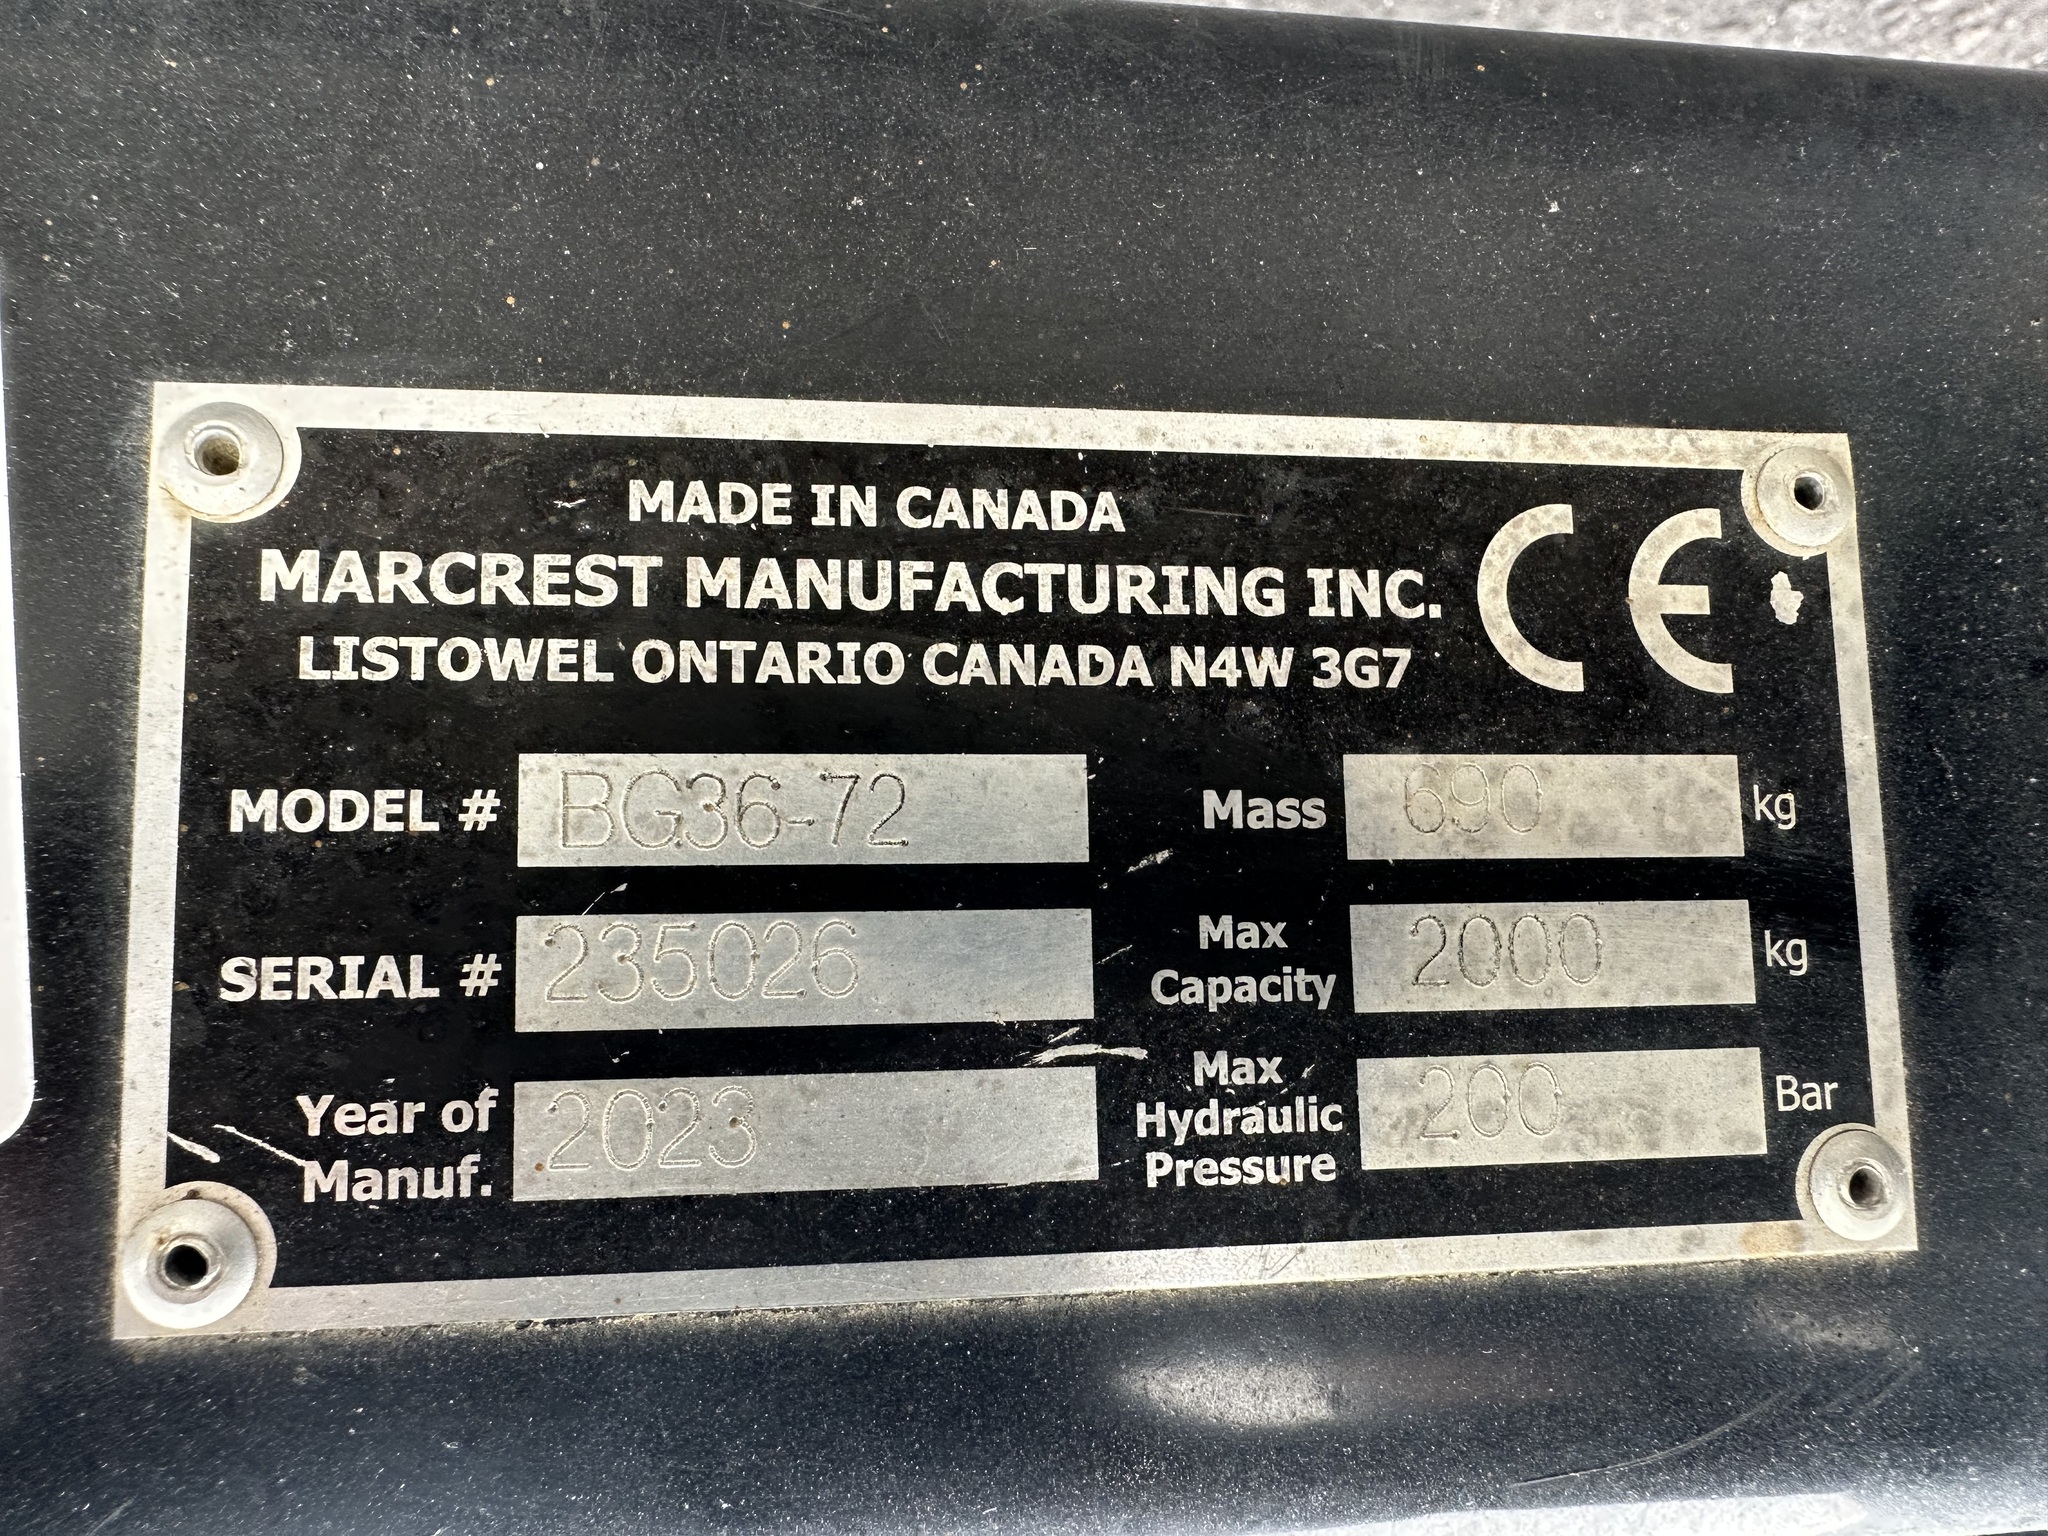 MADE IN CANADA
MARCREST MANUFACTURING INC.
LISTOWEL ONTARIO CANADA N4W 3G7
CE
MODEL # BG36-72
Mass 690 kg
SERIAL # 235026
Max Capacity 2000 kg
Year of Manuf. 2023
Max Hydraulic Pressure 200 Bar